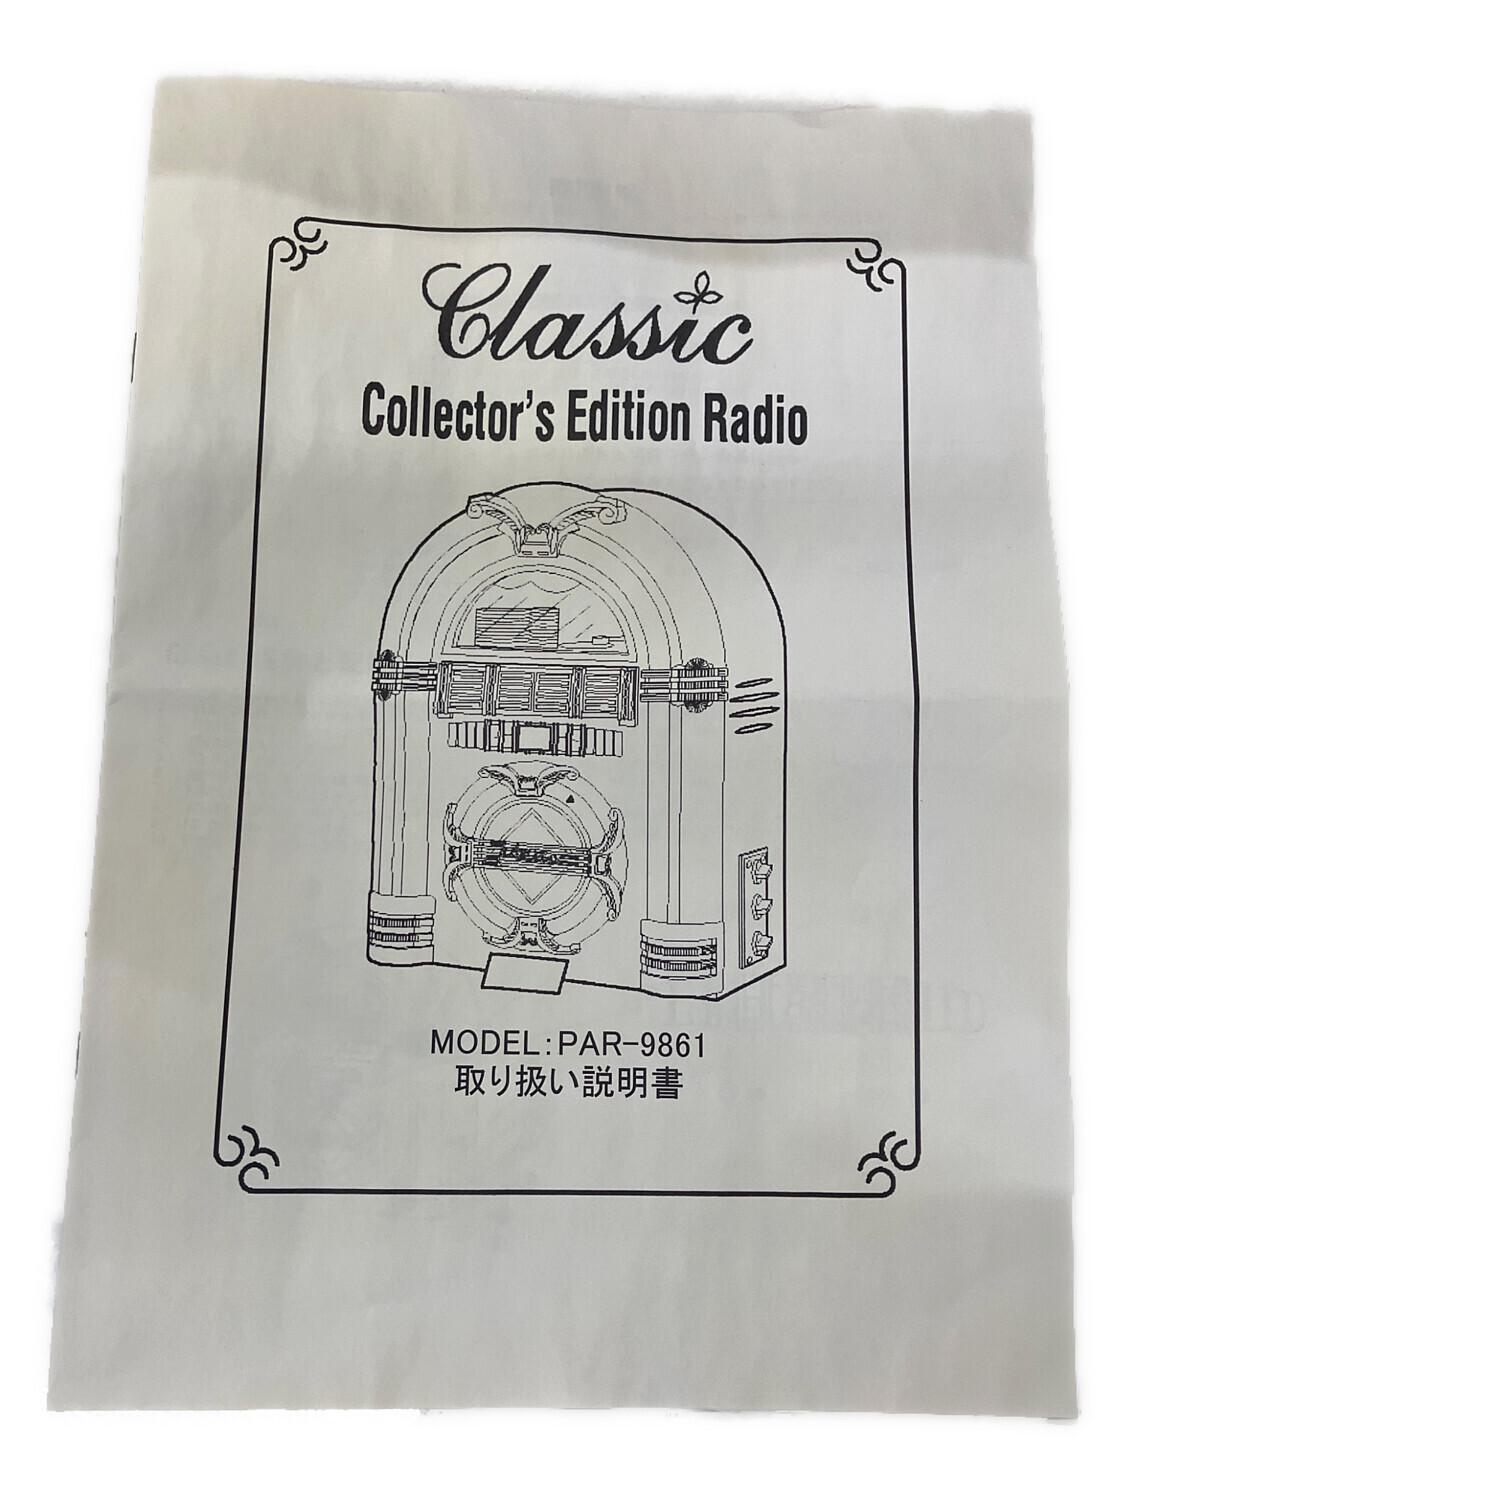 Classic
Collector's Edition Radio
MODEL:PAR-9861
取り扱い説明書